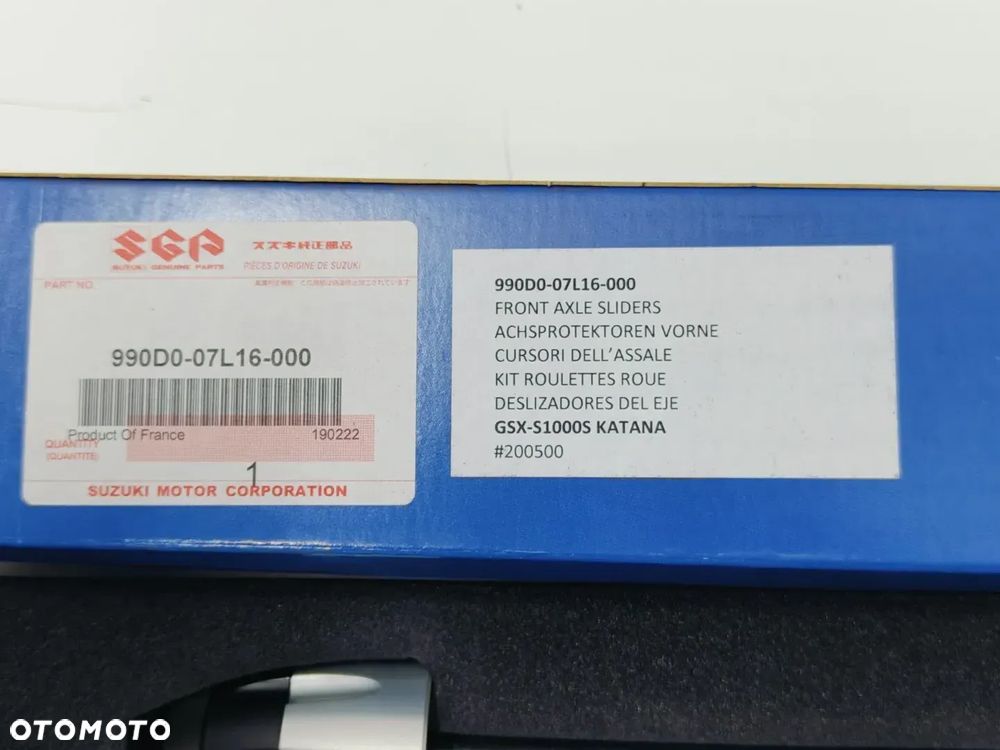 SGP
SUZUKI GENUINE PARTS
スズキ純正部品
PIÈCES D'ORIGINE DE SUZUKI
PART NO.
990D0-07L16-000
Product Of France
190222
QUANTITY
(QUANTITE)
1
SUZUKI MOTOR CORPORATION
990D0-07L16-000
FRONT AXLE SLIDERS
ACHSPROTEKTOREN VORNE
CURSORI DELL'ASSALE
KIT ROULETTES ROUE
DESLIZADORES DEL EJE
GSX-S1000S KATANA
#200500
OTOMOTO